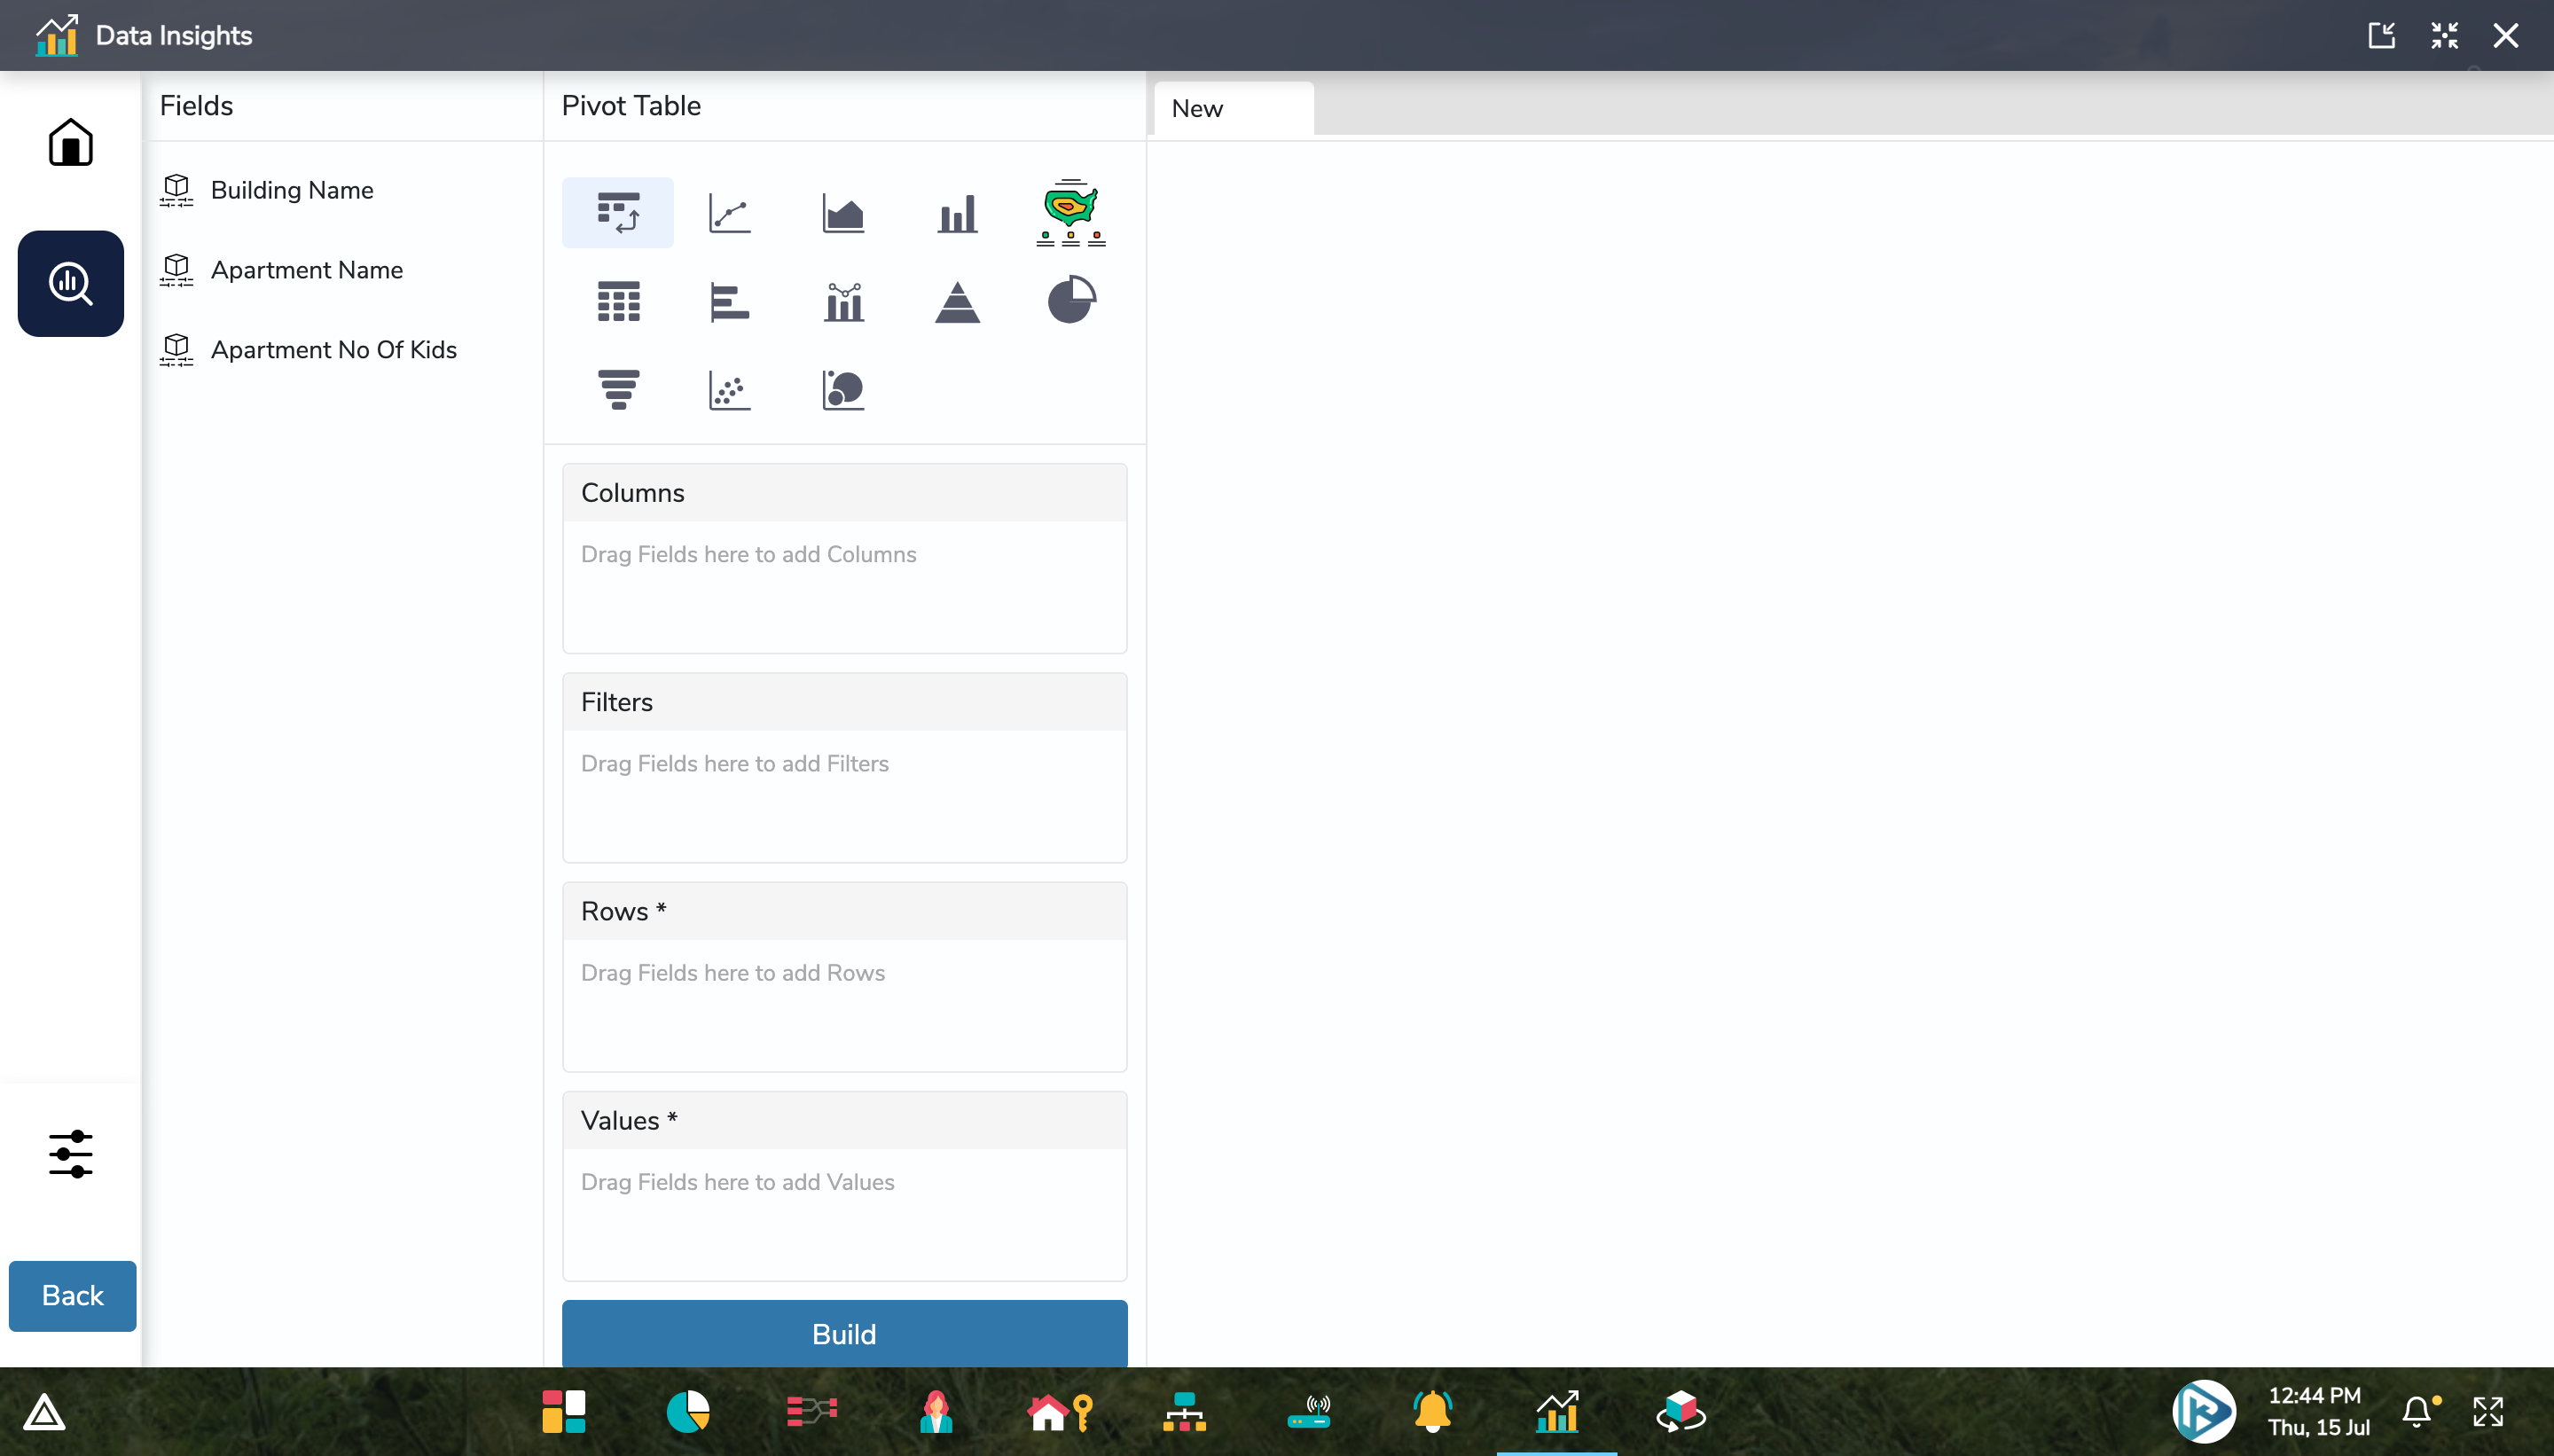 Data Insights
Fields
Building Name
Apartment Name
Apartment No Of Kids
Pivot Table
Columns
Drag Fields here to add Columns
Filters
Drag Fields here to add Filters
Rows *
Drag Fields here to add Rows
Values *
Drag Fields here to add Values
Build
New
Back
12:44 PM
Thu, 15 Jul